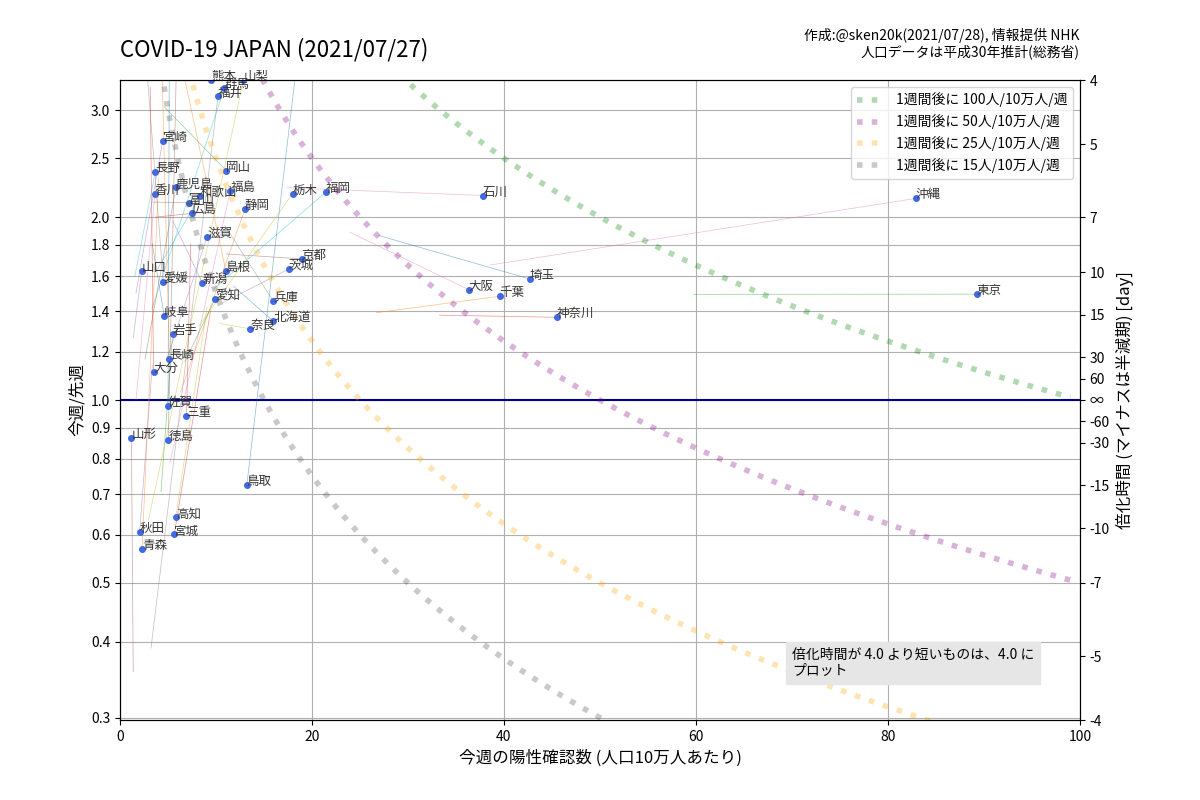 COVID-19 JAPAN (2021/07/27)
作成:@sken20k(2021/07/28), 情報提供 NHK
人口データは平成30年推計(総務省)
1週間後に 100人/10万人/週
1週間後に 50人/10万人/週
1週間後に 25人/10万人/週
1週間後に 15人/10万人/週
熊本
山梨
群馬
福井
宮崎
長野
岡山
鹿児島
香川
和歌山
福島
富山
広島
静岡
栃木
福岡
石川
沖縄
滋賀
京都
茨城
山口
愛媛
新潟
島根
愛知
兵庫
大阪
千葉
埼玉
東京
神奈川
岐阜
岩手
奈良
北海道
長崎
大分
佐賀
三重
山形
徳島
鳥取
高知
秋田
宮城
青森
倍化時間が 4.0 より短いものは、4.0 に
プロット
今週/先週
3.0
2.5
2.0
1.8
1.6
1.4
1.2
1.0
0.9
0.8
0.7
0.6
0.5
0.4
0.3
0
20
40
60
80
100
今週の陽性確認数 (人口10万人あたり)
4
5
7
10
15
30
60
∞
-60
-30
-15
-10
-7
-5
-4
倍化時間 (マイナスは半減期) [day]